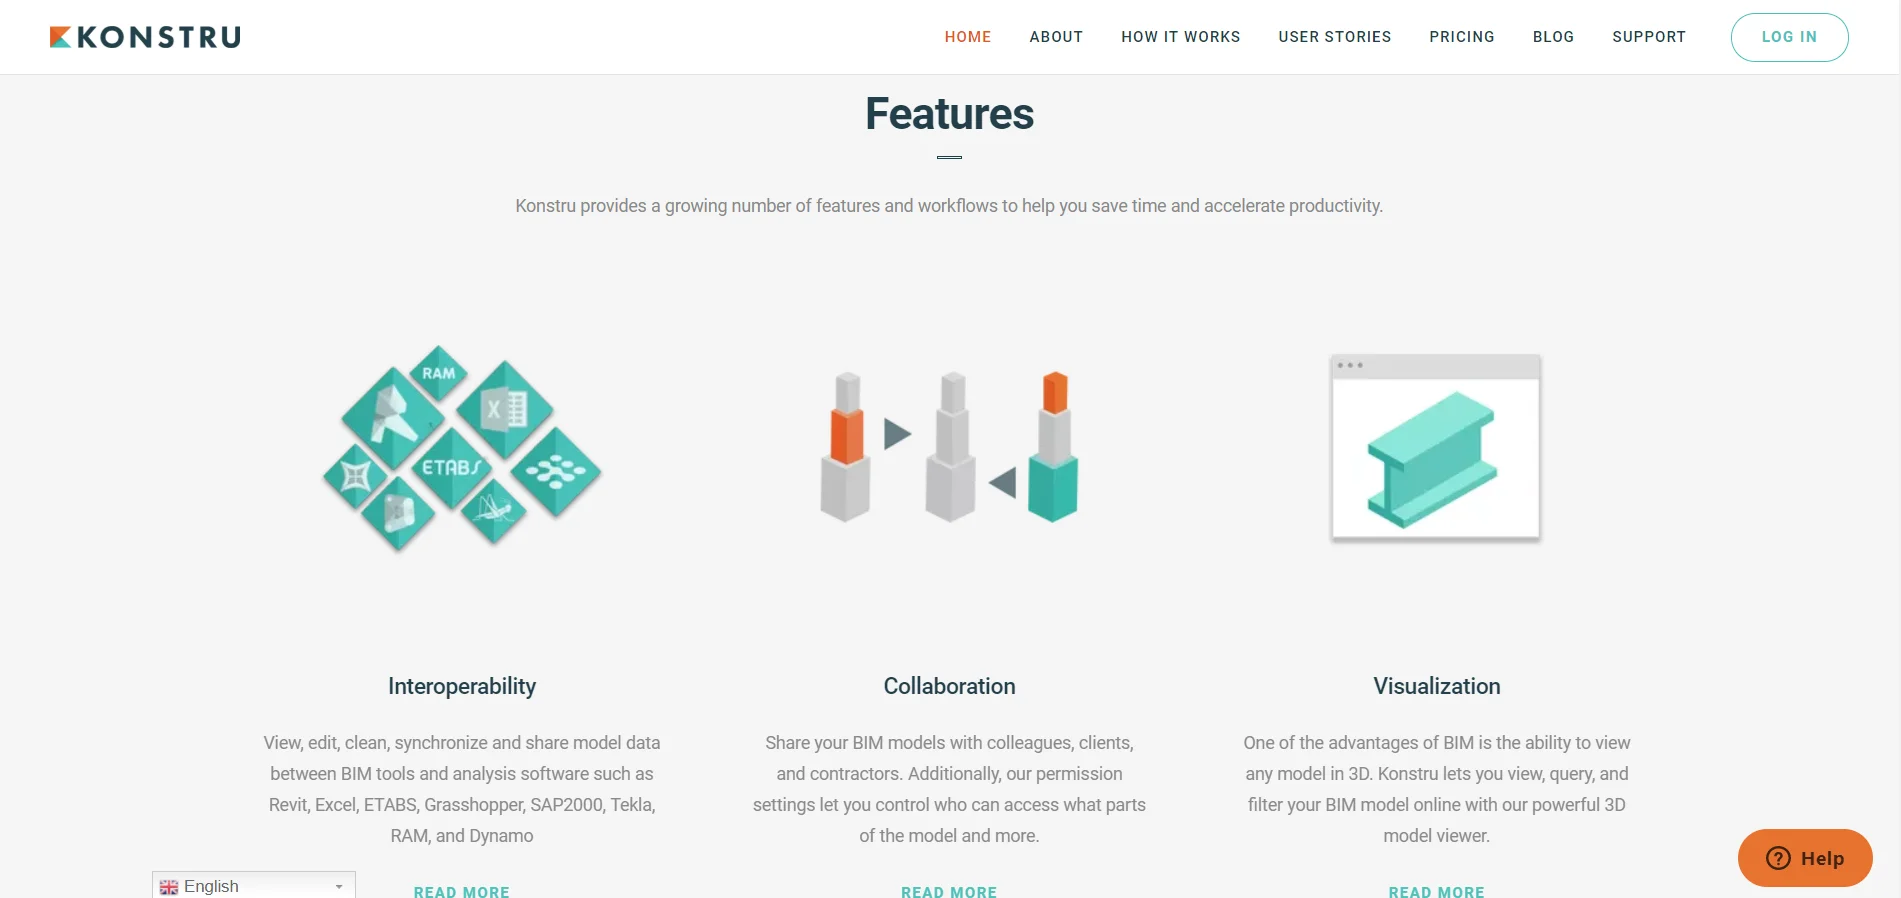 KONSTRU
HOME ABOUT HOW IT WORKS USER STORIES PRICING BLOG SUPPORT LOG IN
Features
Konstru provides a growing number of features and workflows to help you save time and accelerate productivity.
RAM
X
ETABS
Interoperability
View, edit, clean, synchronize and share model data
between BIM tools and analysis software such as
Revit, Excel, ETABS, Grasshopper, SAP2000, Tekla,
RAM, and Dynamo
READ MORE
Collaboration
Share your BIM models with colleagues, clients,
and contractors. Additionally, our permission
settings let you control who can access what parts
of the model and more.
READ MORE
Visualization
One of the advantages of BIM is the ability to view
any model in 3D. Konstru lets you view, query, and
filter your BIM model online with our powerful 3D
model viewer.
READ MORE
English
Help